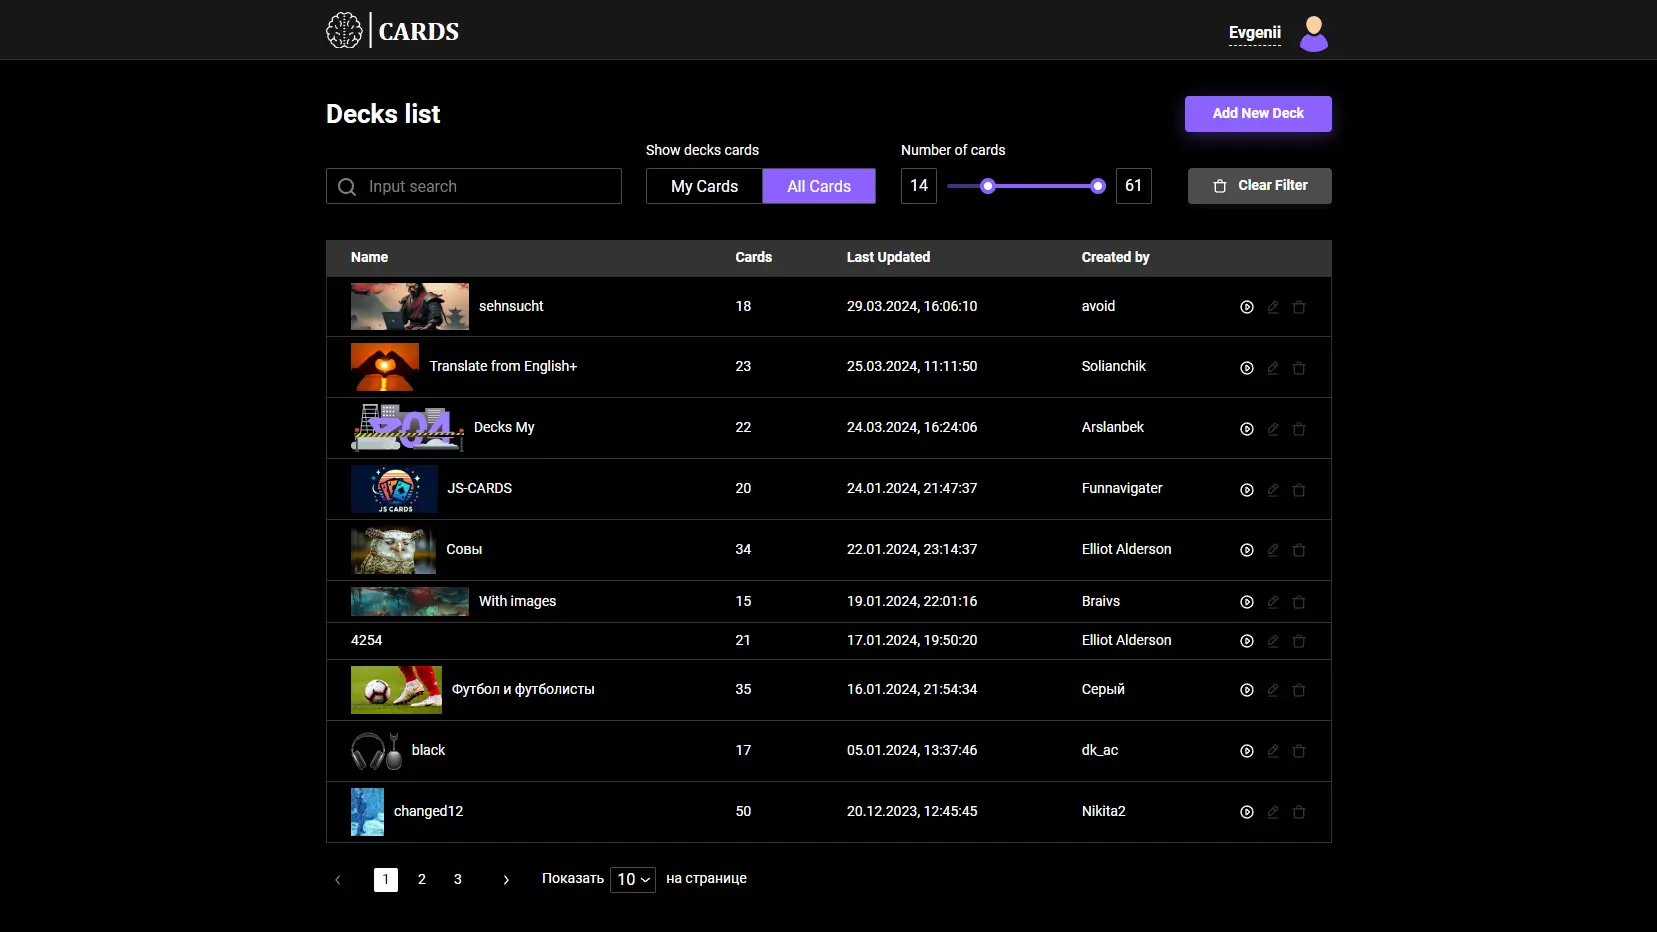 CARDS
Evgenii
Decks list
Add New Deck
Show decks cards
Number of cards
Input search
My Cards
All Cards
14
61
Clear Filter
Name Cards Last Updated Created by
sehnsucht 18 29.03.2024, 16:06:10 avoid
Translate from English+ 23 25.03.2024, 11:11:50 Solianchik
04
Decks My 22 24.03.2024, 16:24:06 Arslanbek
JS CARDS
JS-CARDS 20 24.01.2024, 21:47:37 Funnavigater
Совы 34 22.01.2024, 23:14:37 Elliot Alderson
With images 15 19.01.2024, 22:01:16 Braivs
4254 21 17.01.2024, 19:50:20 Elliot Alderson
Футбол и футболисты 35 16.01.2024, 21:54:34 Серый
black 17 05.01.2024, 13:37:46 dk_ac
changed12 50 20.12.2023, 12:45:45 Nikita2
1 2 3 Показать 10 на странице